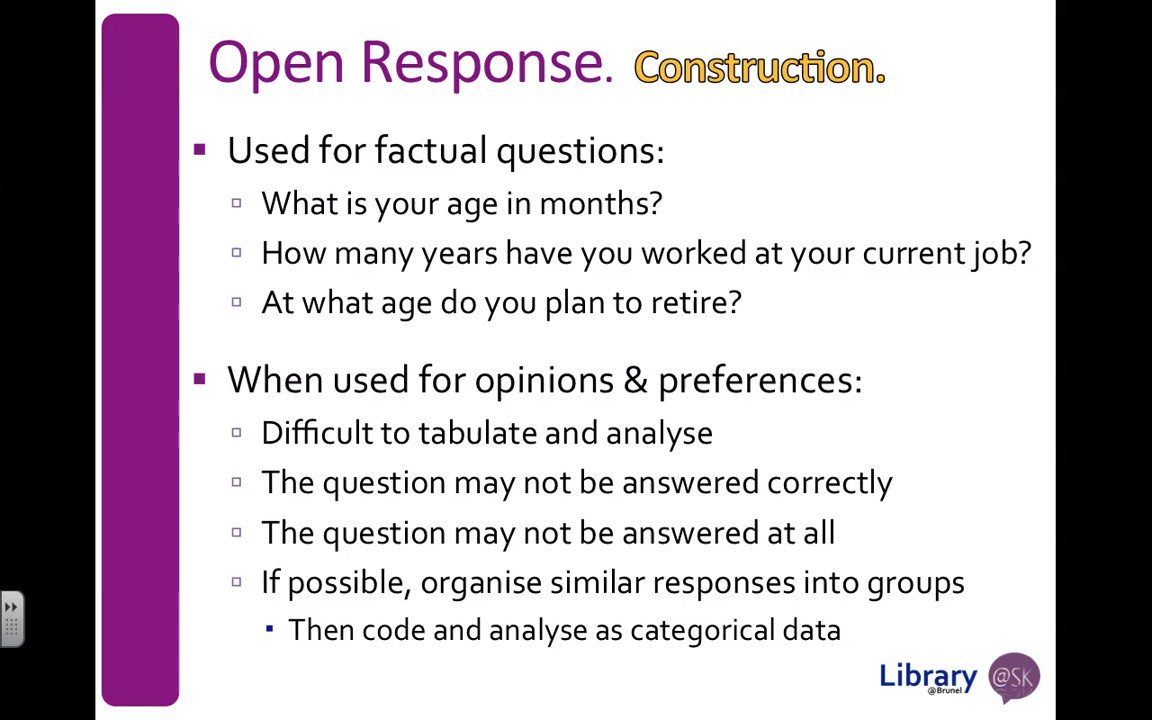 Open Response. Construction.
Used for factual questions:
What is your age in months?
How many years have you worked at your current job?
At what age do you plan to retire?
When used for opinions & preferences:
Difficult to tabulate and analyse
The question may not be answered correctly
The question may not be answered at all
If possible, organise similar responses into groups
Then code and analyse as categorical data
Library @SK
@Brunel